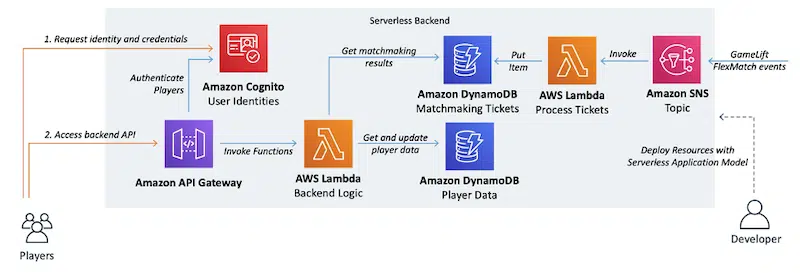 Serverless Backend
1. Request identity and credentials
Get matchmaking
results
Put
Item
Invoke
GameLift
FlexMatch events
Authenticate
Players
Amazon Cognito
User Identities
Amazon DynamoDB
Matchmaking Tickets
AWS Lambda
Process Tickets
Amazon SNS
Topic
2. Access backend API
Invoke Functions
Get and update
player data
Deploy Resources with
Serverless Application Model
Amazon API Gateway
AWS Lambda
Backend Logic
Amazon DynamoDB
Player Data
Players
Developer